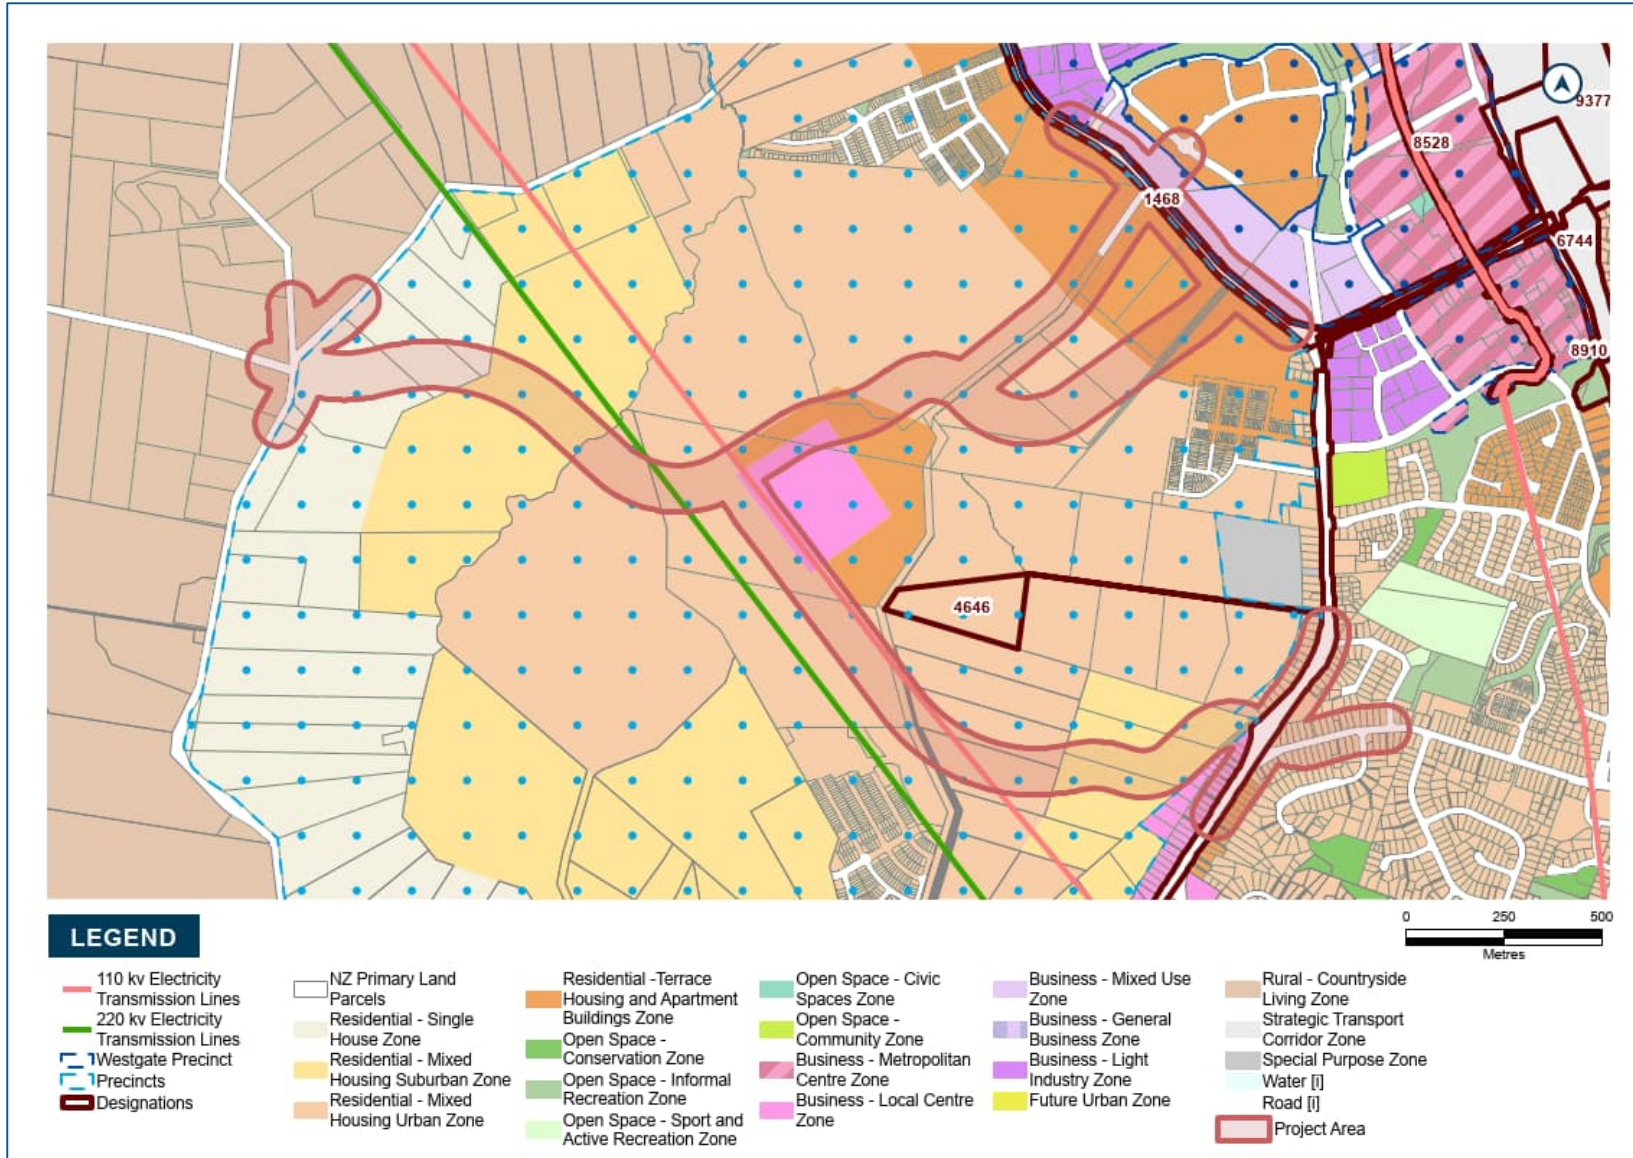 9377
8528
1468
6744
8910
4646
0 250 500
Metres
LEGEND
110 kv Electricity
Transmission Lines
220 kv Electricity
Transmission Lines
Westgate Precinct
Precincts
Designations
NZ Primary Land
Parcels
Residential - Single
House Zone
Residential - Mixed
Housing Suburban Zone
Residential - Mixed
Housing Urban Zone
Residential -Terrace
Housing and Apartment
Buildings Zone
Open Space -
Conservation Zone
Open Space - Informal
Recreation Zone
Open Space - Sport and
Active Recreation Zone
Open Space - Civic
Spaces Zone
Open Space -
Community Zone
Business - Metropolitan
Centre Zone
Business - Local Centre
Zone
Business - Mixed Use
Zone
Business - General
Business Zone
Business - Light
Industry Zone
Future Urban Zone
Rural - Countryside
Living Zone
Strategic Transport
Corridor Zone
Special Purpose Zone
Water [i]
Road [i]
Project Area